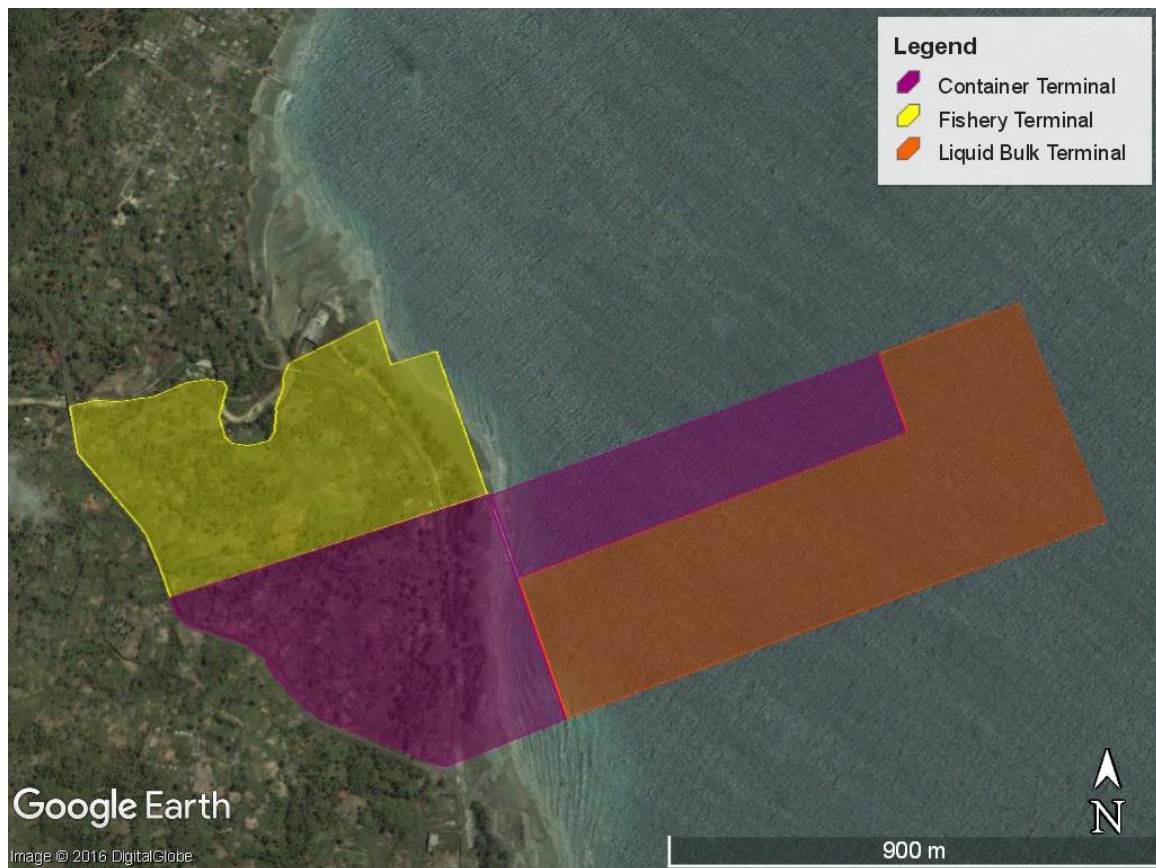 Legend
Container Terminal
Fishery Terminal
Liquid Bulk Terminal
Google Earth
N
Image © 2016 DigitalGlobe
900 m